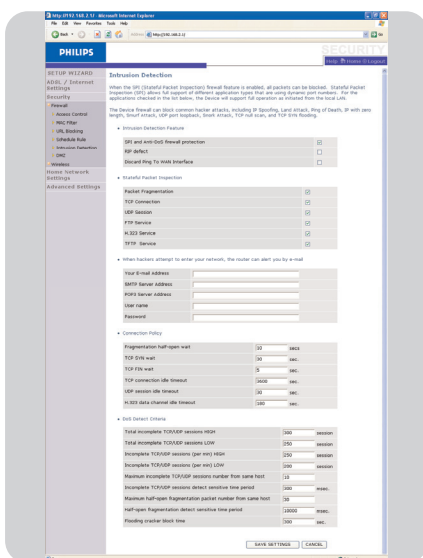 http://192.168.2.1/ - Microsoft Internet Explorer
File Edit View Favorites Tools Help
Back
Address http://192.168.2.1/
Go
PHILIPS
SECURITY
Help Home Logout
SETUP WIZARD
ADSL / Internet Settings
Security
Firewall
Access Control
MAC Filter
URL Blocking
Schedule Rule
Intrusion Detection
DMZ
Wireless
Home Network Settings
Advanced Settings
Intrusion Detection
When the SPI (Stateful Packet Inspection) firewall feature is enabled, all packets can be blocked. Stateful Packet
Inspection (SPI) allows full support of different application types that are using dynamic port numbers. For the
applications checked in the list below, the Device will support full operation as initiated from the local LAN.
The Device firewall can block common hacker attacks, including IP Spoofing, Land Attack, Ping of Death, IP with zero
length, Smurf Attack, UDP port loopback, Snork Attack, TCP null scan, and TCP SYN flooding.
Intrusion Detection Feature
SPI and Anti-DoS firewall protection
RIP defect
Discard Ping To WAN Interface
Stateful Packet Inspection
Packet Fragmentation
TCP Connection
UDP Session
FTP Service
H.323 Service
TFTP Service
When hackers attempt to enter your network, the router can alert you by e-mail
Your E-mail Address
SMTP Server Address
POP3 Server Address
User name
Password
Connection Policy
Fragmentation half-open wait 10 secs
TCP SYN wait 30 sec.
TCP FIN wait 5 sec.
TCP connection idle timeout 3600 sec.
UDP session idle timeout 30 sec.
H.323 data channel idle timeout 180 sec.
DoS Detect Criteria
Total incomplete TCP/UDP sessions HIGH 300 session
Total incomplete TCP/UDP sessions LOW 250 session
Incomplete TCP/UDP sessions (per min) HIGH 250 session
Incomplete TCP/UDP sessions (per min) LOW 200 session
Maximum incomplete TCP/UDP sessions number from same host 10
Incomplete TCP/UDP sessions detect sensitive time period 300 msec.
Maximum half-open fragmentation packet number from same host 30
Half-open fragmentation detect sensitive time period 10000 msec.
Flooding cracker block time 300 sec.
SAVE SETTINGS CANCEL